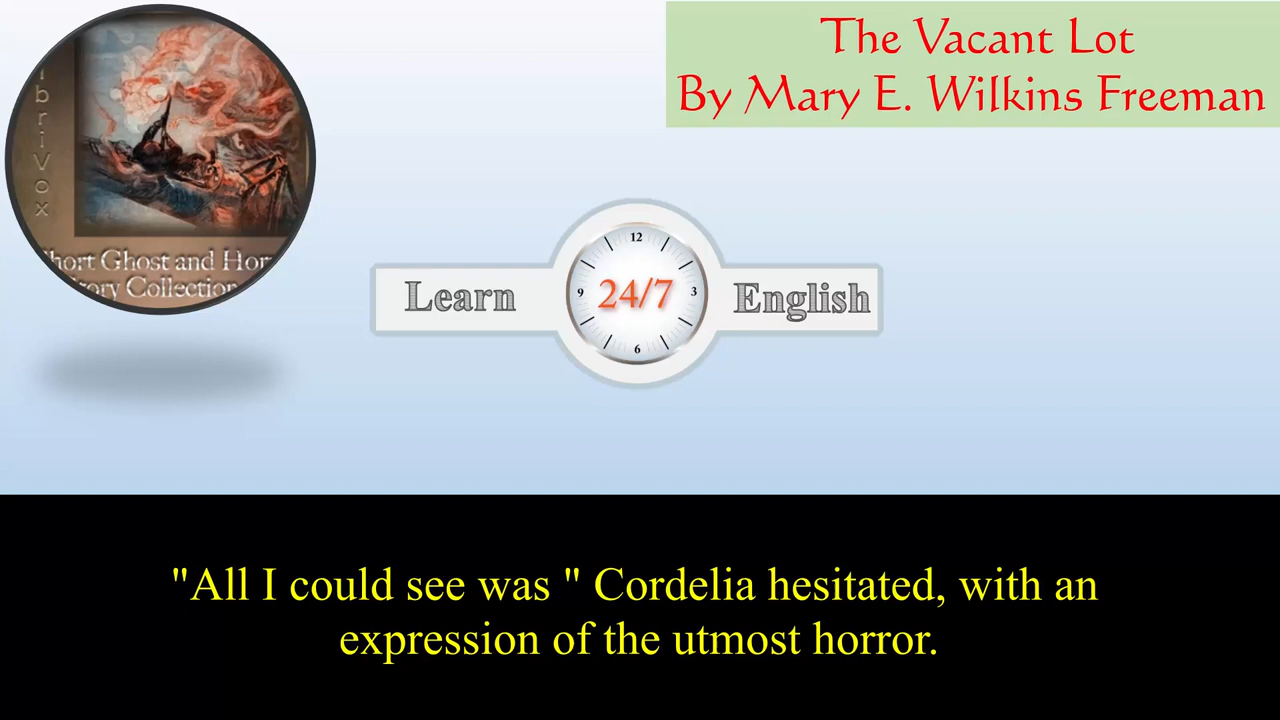 The Vacant Lot
By Mary E. Wilkins Freeman
briVox
Short Ghost and Hor
Story Collection
12
Learn 24/7 English
9 3
6
"All I could see was " Cordelia hesitated, with an
expression of the utmost horror.